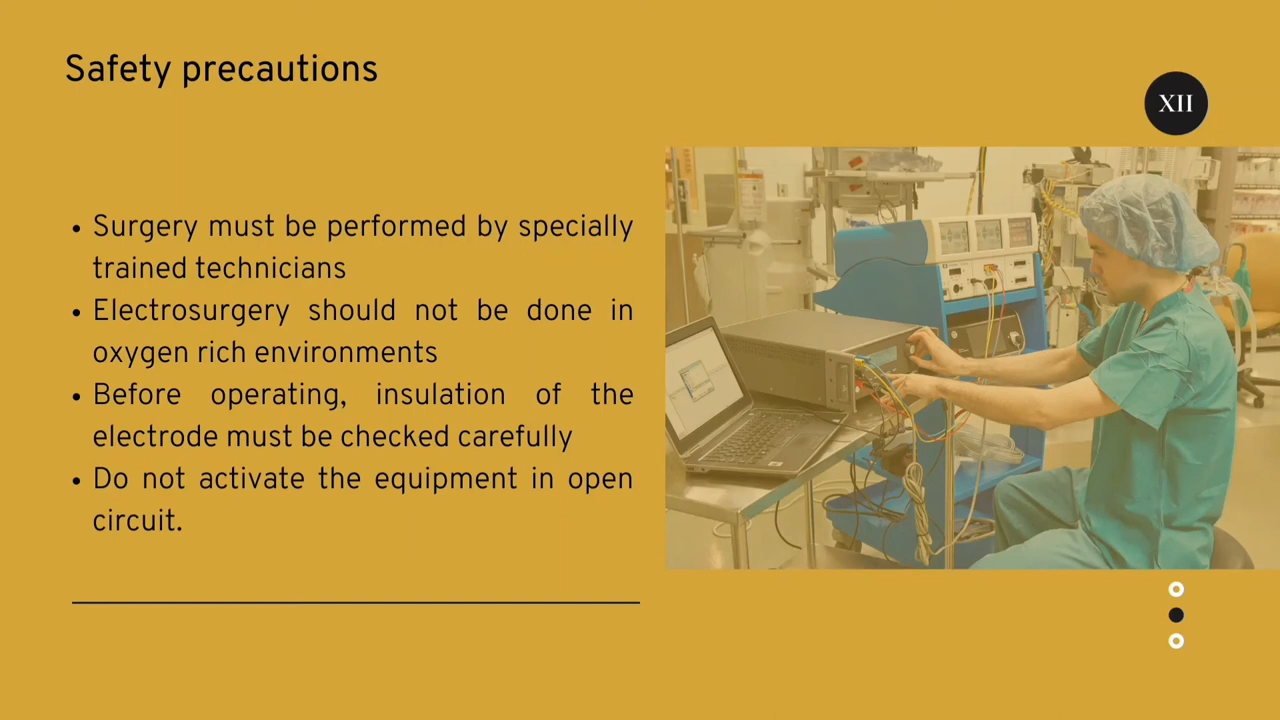 Safety precautions
XII
• Surgery must be performed by specially
trained technicians
• Electrosurgery should not be done in
oxygen rich environments
• Before operating, insulation of the
electrode must be checked carefully
• Do not activate the equipment in open
circuit.